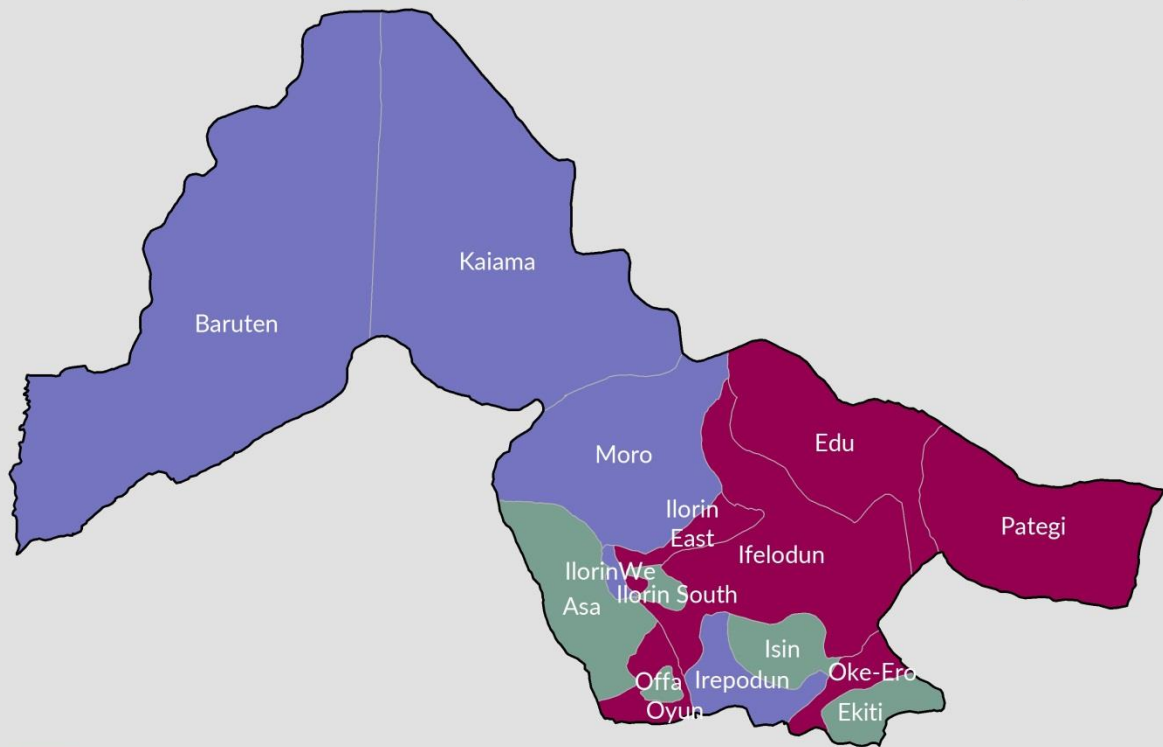 Kaiama
Baruten
Moro
Edu
Ilorin
East
Pategi
Ifelodun
IlorinWe
Ilorin South
Asa
Isin
Oke-Ero
Offa
Irepodun
Oyun
Ekiti